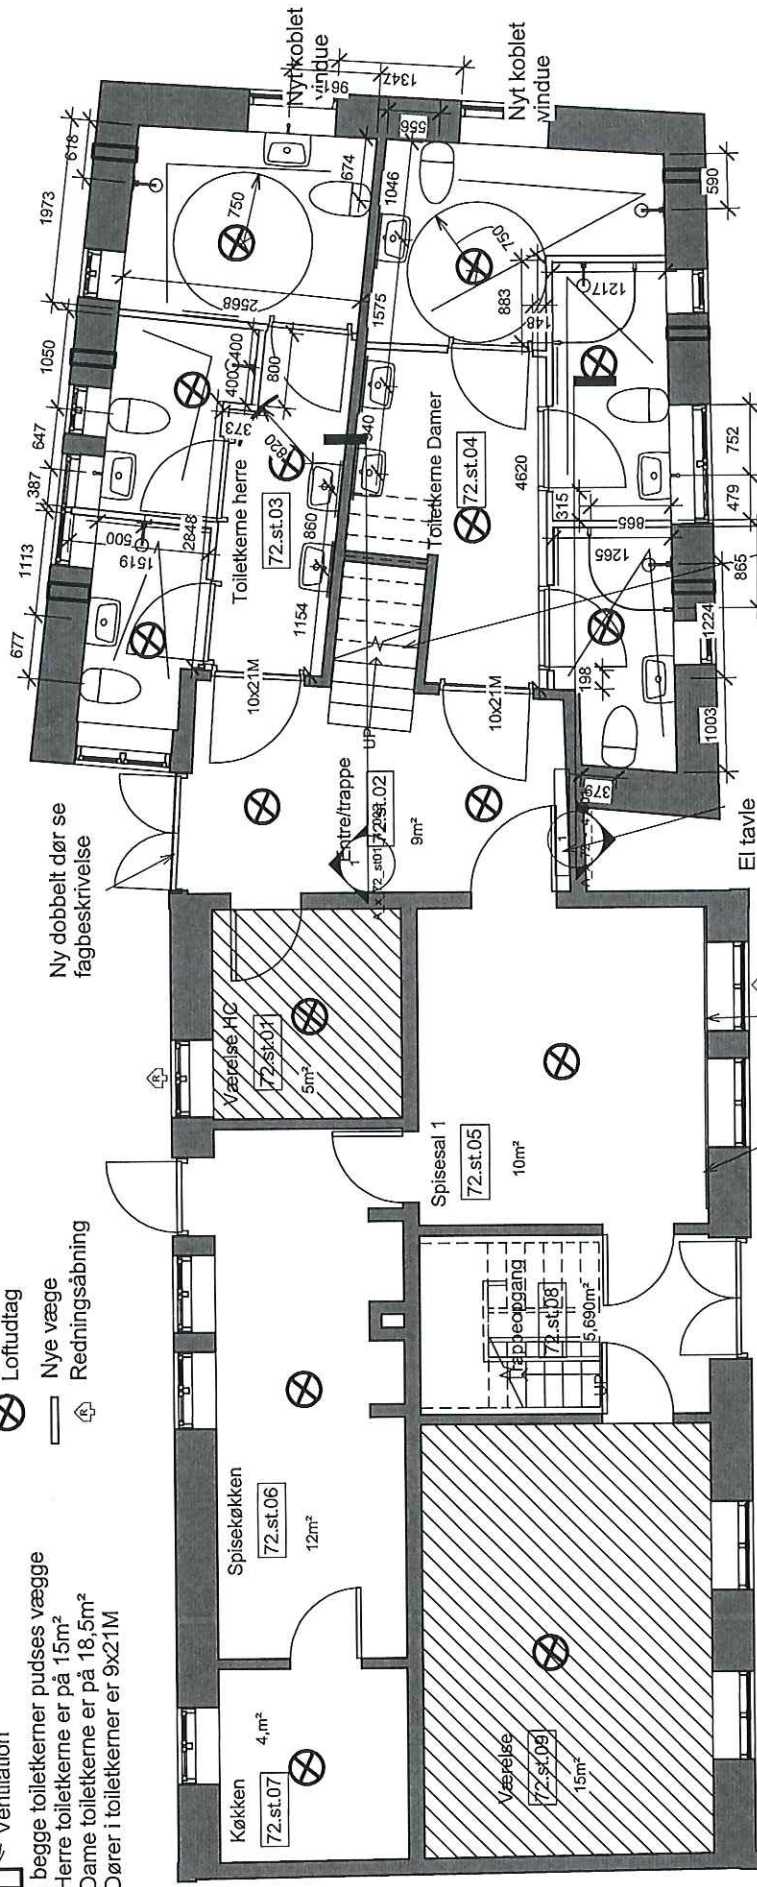 Ventilation
begge toiletkerner pudses vægge
Herre toiletkerne er på 15m²
Dame toiletkerne er på 18,5m²
Dører i toiletkerner er 9x21M
Loftudtag
Nye vægge
R
Redningsåbning
Ny dobbelt dør se
fagbeskrivelse
Nyt koblet
vindue
Nyt koblet
vindue
El tavle
Køkken
4,m²
72.st.07
Spisekøkken
72.st.06
12m²
Værelse
72.st.09
15m²
Trappeopgang
72.st.08
5,690m²
UP
Spisesal 1
72.st.05
10m²
R
Værelse HC
72.st.01
5m²
Entre/trappe
72.st.02
9m²
UP
1
1
10x21M
10x21M
Toiletkerne herre
72.st.03
Toiletkerne Damer
72.st.04
677
1113
387
647
1050
1973
618
961
1347
556
590
1519
500
2848
373
400
400
800
820
860
1154
2568
750
674
1046
1575
940
750
883
148
1217
4620
315
865
1265
198
379
1003
1224
865
479
752